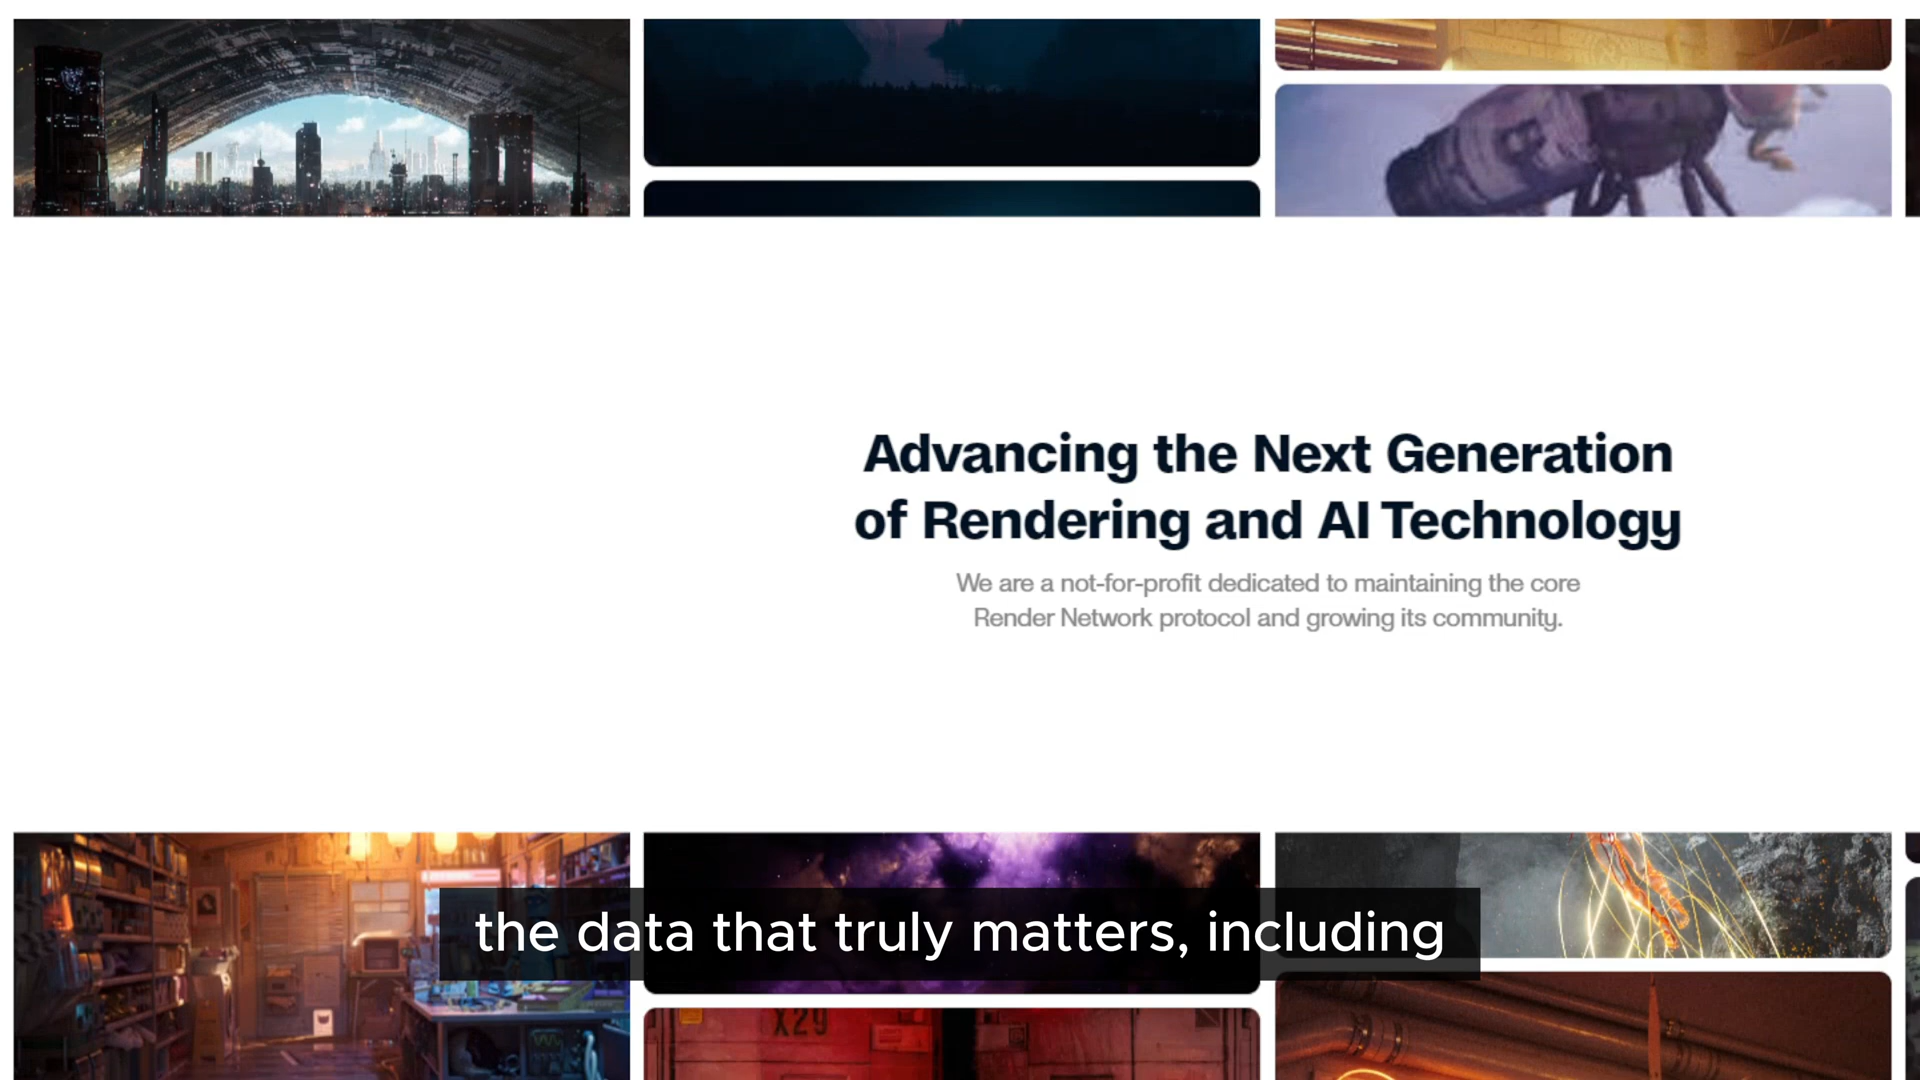 Advancing the Next Generation
of Rendering and AI Technology
We are a not-for-profit dedicated to maintaining the core
Render Network protocol and growing its community.
the data that truly matters, including
X29